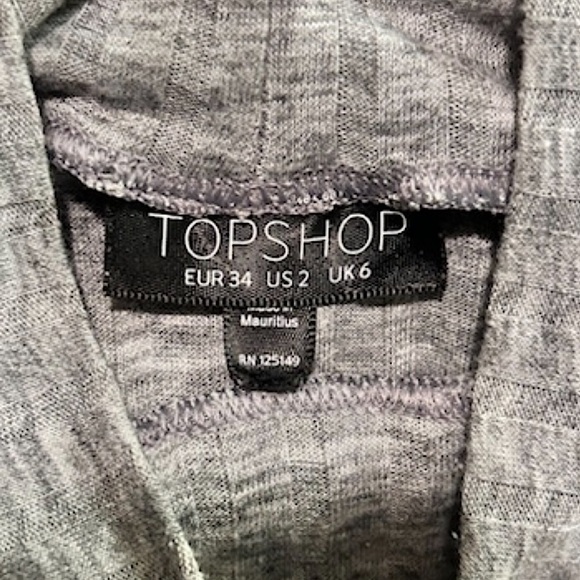 TOPSHOP
EUR 34 US 2 UK 6
Made in
Mauritius
RN 125149